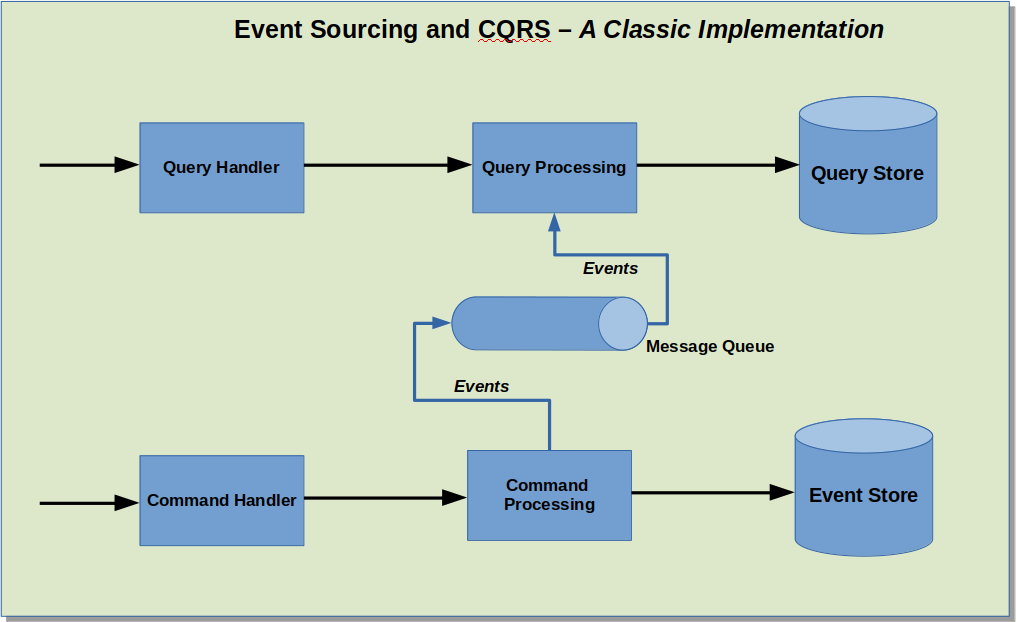 Event Sourcing and CQRS – A Classic Implementation
Query Handler
Query Processing
Query Store
Events
Message Queue
Events
Command Handler
Command
Processing
Event Store